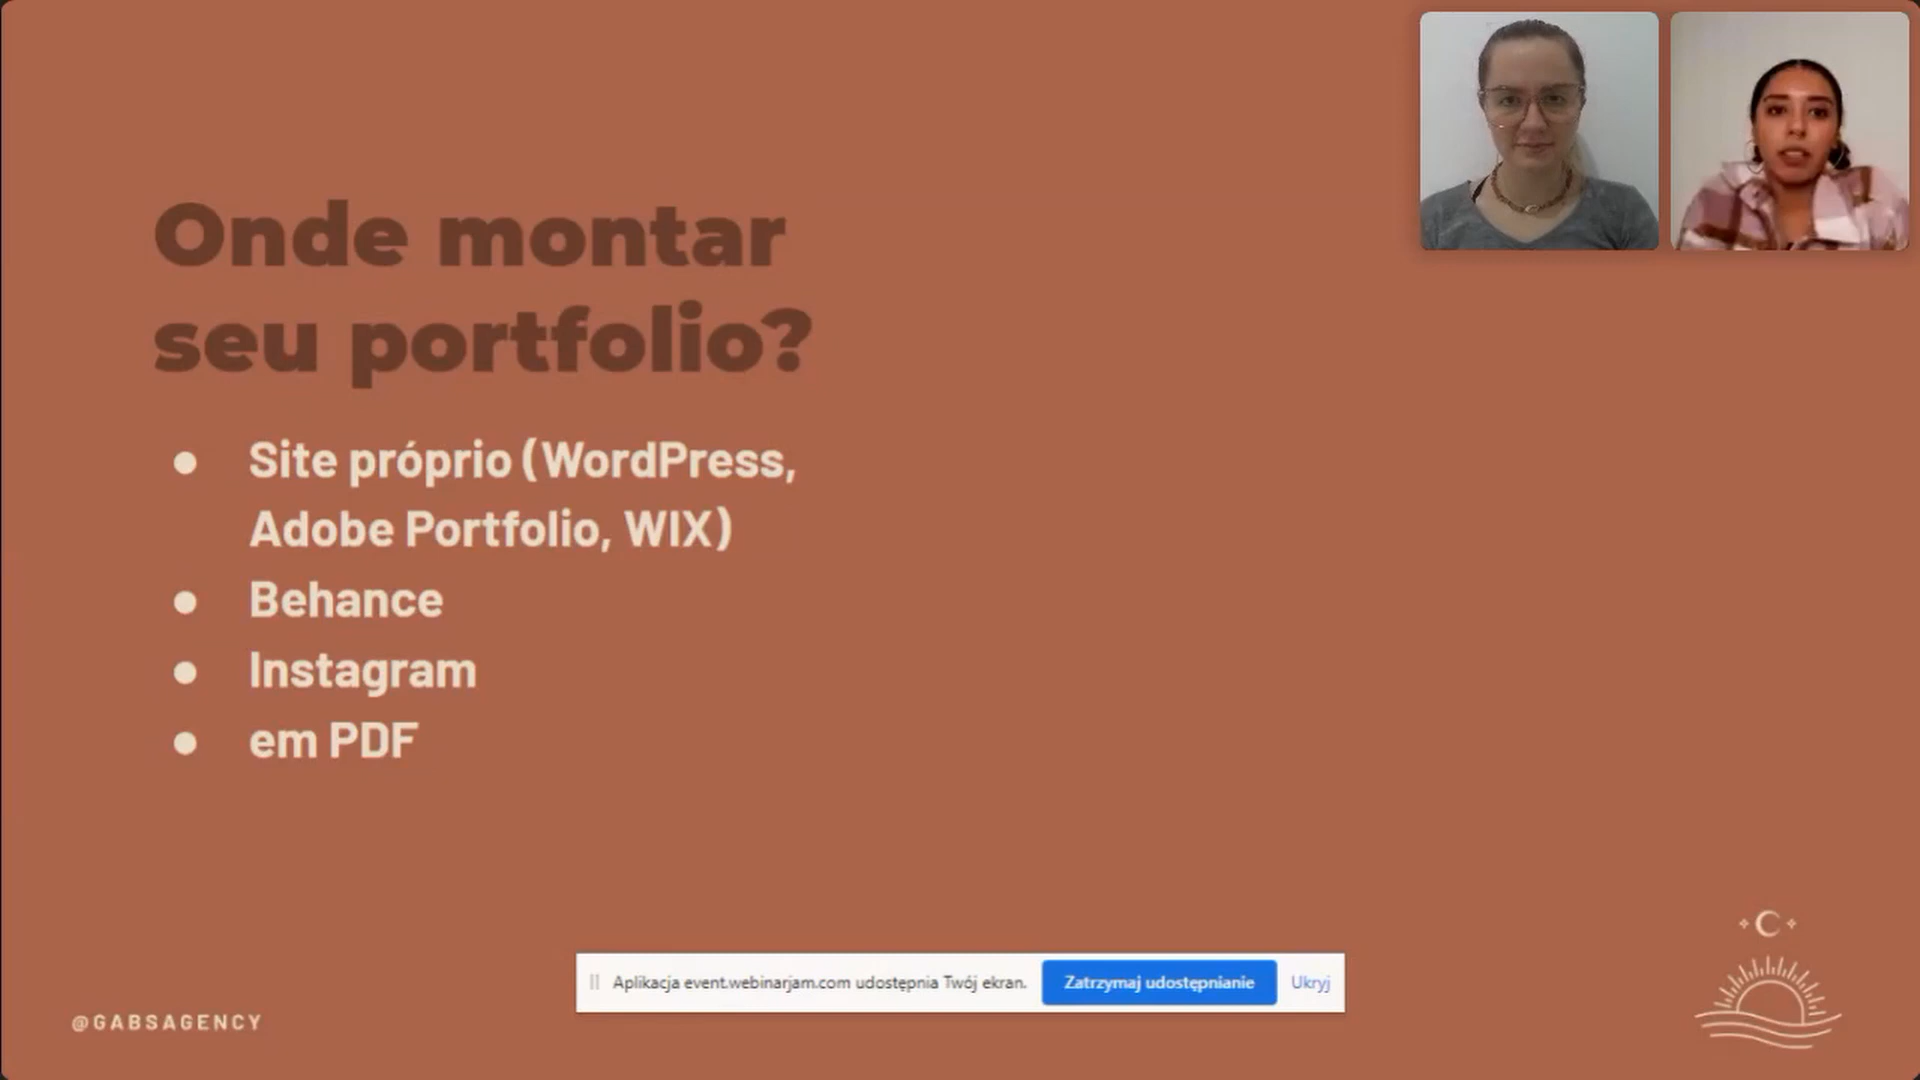 Onde montar
seu portfolio?
● Site próprio (WordPress,
Adobe Portfolio, WIX)
● Behance
● Instagram
● em PDF
Aplikacja event.webinarjam.com udostępnia Twój ekran. Zatrzymaj udostępnianie Ukryj
@GABSAGENCY